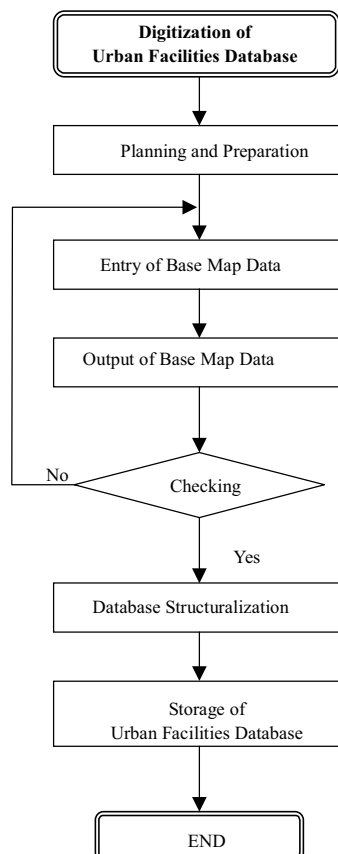 Digitization of
Urban Facilities Database
Planning and Preparation
Entry of Base Map Data
Output of Base Map Data
No
Checking
Yes
Database Structuralization
Storage of
Urban Facilities Database
END